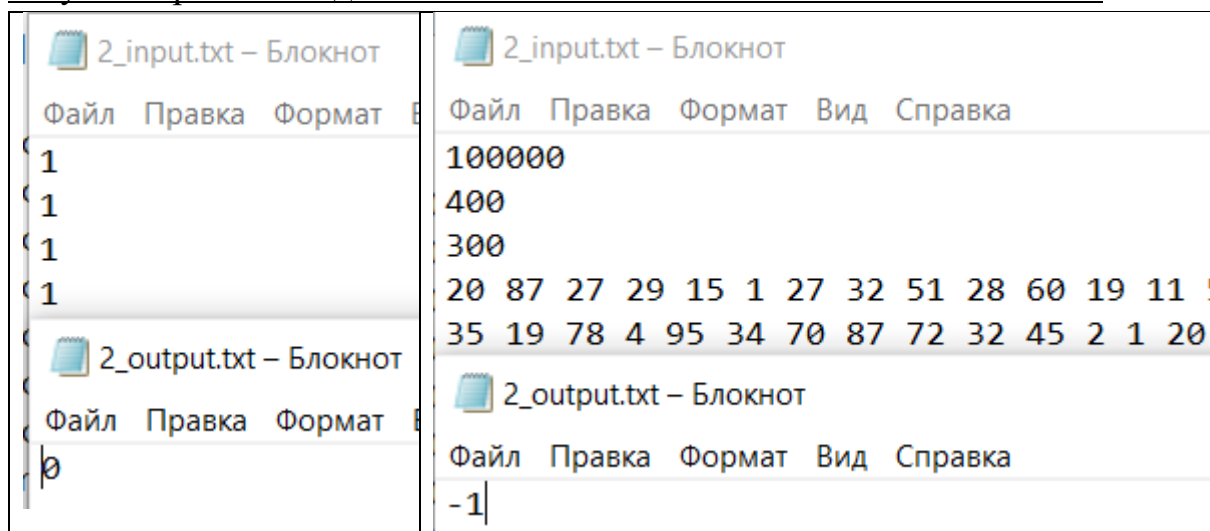 2_input.txt – Блокнот
Файл Правка Формат
1
1
1
1
2_output.txt – Блокнот
Файл Правка Формат
0
2_input.txt – Блокнот
Файл Правка Формат Вид Справка
100000
400
300
20 87 27 29 15 1 27 32 51 28 60 19 11
35 19 78 4 95 34 70 87 72 32 45 2 1 20
2_output.txt – Блокнот
Файл Правка Формат Вид Справка
-1